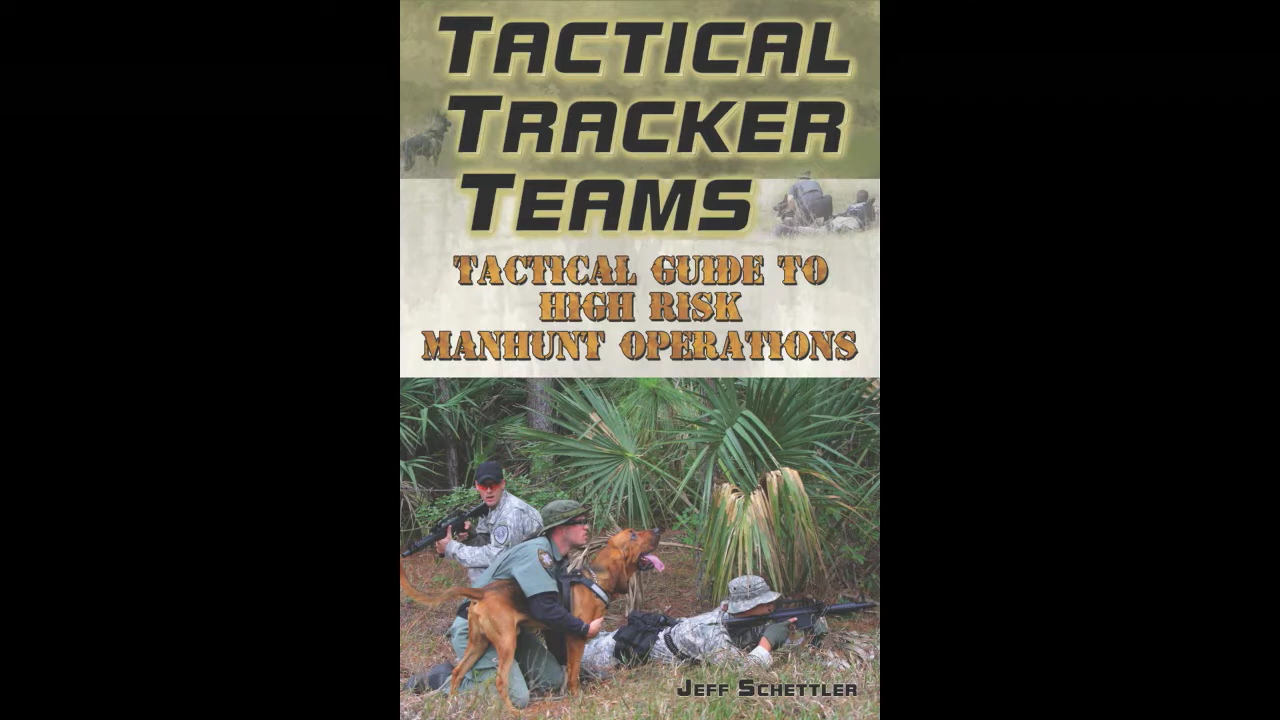 TACTICAL
TRACKER
TEAMS
TACTICAL GUIDE TO
HIGH RISK
MANHUNT OPERATIONS
JEFF SCHETTLER